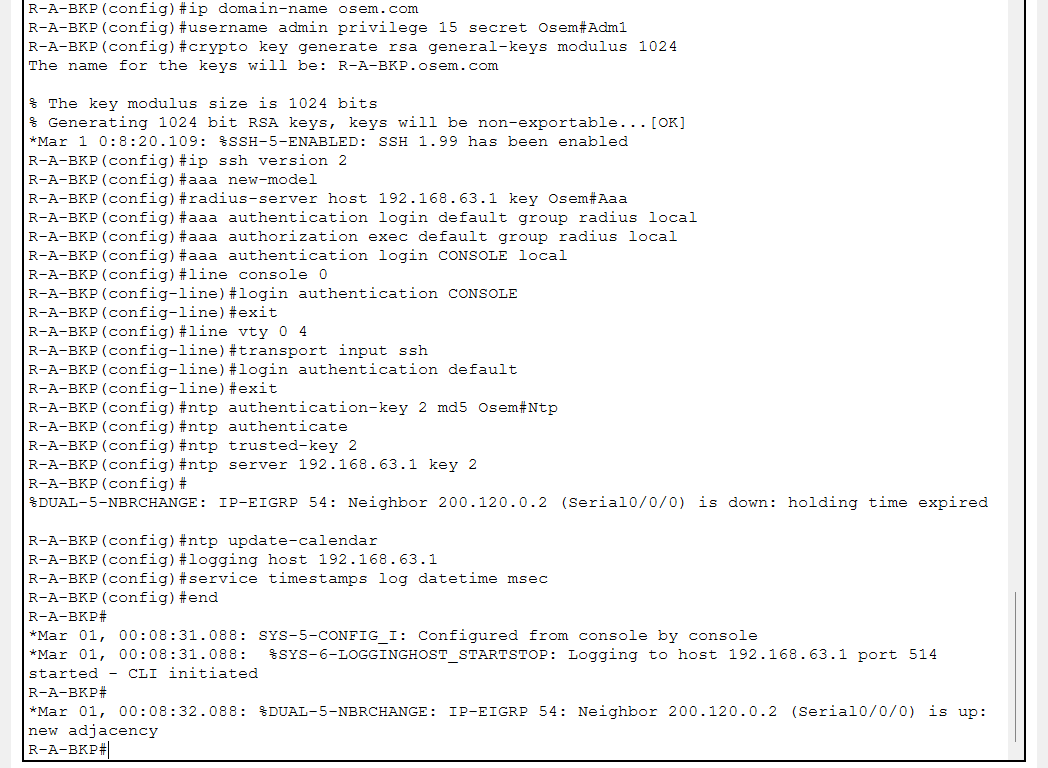 R-A-BKP(config)#ip domain-name osem.com
R-A-BKP(config)#username admin privilege 15 secret Osem#Adm1
R-A-BKP(config)#crypto key generate rsa general-keys modulus 1024
The name for the keys will be: R-A-BKP.osem.com
% The key modulus size is 1024 bits
% Generating 1024 bit RSA keys, keys will be non-exportable...[OK]
*Mar 1 0:8:20.109: %SSH-5-ENABLED: SSH 1.99 has been enabled
R-A-BKP(config)#ip ssh version 2
R-A-BKP(config)#aaa new-model
R-A-BKP(config)#radius-server host 192.168.63.1 key Osem#Aaa
R-A-BKP(config)#aaa authentication login default group radius local
R-A-BKP(config)#aaa authorization exec default group radius local
R-A-BKP(config)#aaa authentication login CONSOLE local
R-A-BKP(config)#line console 0
R-A-BKP(config-line)#login authentication CONSOLE
R-A-BKP(config-line)#exit
R-A-BKP(config)#line vty 0 4
R-A-BKP(config-line)#transport input ssh
R-A-BKP(config-line)#login authentication default
R-A-BKP(config-line)#exit
R-A-BKP(config)#ntp authentication-key 2 md5 Osem#Ntp
R-A-BKP(config)#ntp authenticate
R-A-BKP(config)#ntp trusted-key 2
R-A-BKP(config)#ntp server 192.168.63.1 key 2
R-A-BKP(config)#
%DUAL-5-NBRCHANGE: IP-EIGRP 54: Neighbor 200.120.0.2 (Serial0/0/0) is down: holding time expired
R-A-BKP(config)#ntp update-calendar
R-A-BKP(config)#logging host 192.168.63.1
R-A-BKP(config)#service timestamps log datetime msec
R-A-BKP(config)#end
R-A-BKP#
*Mar 01, 00:08:31.088: SYS-5-CONFIG_I: Configured from console by console
*Mar 01, 00:08:31.088:  %SYS-6-LOGGINGHOST_STARTSTOP: Logging to host 192.168.63.1 port 514
started - CLI initiated
R-A-BKP#
*Mar 01, 00:08:32.088: %DUAL-5-NBRCHANGE: IP-EIGRP 54: Neighbor 200.120.0.2 (Serial0/0/0) is up:
new adjacency
R-A-BKP#